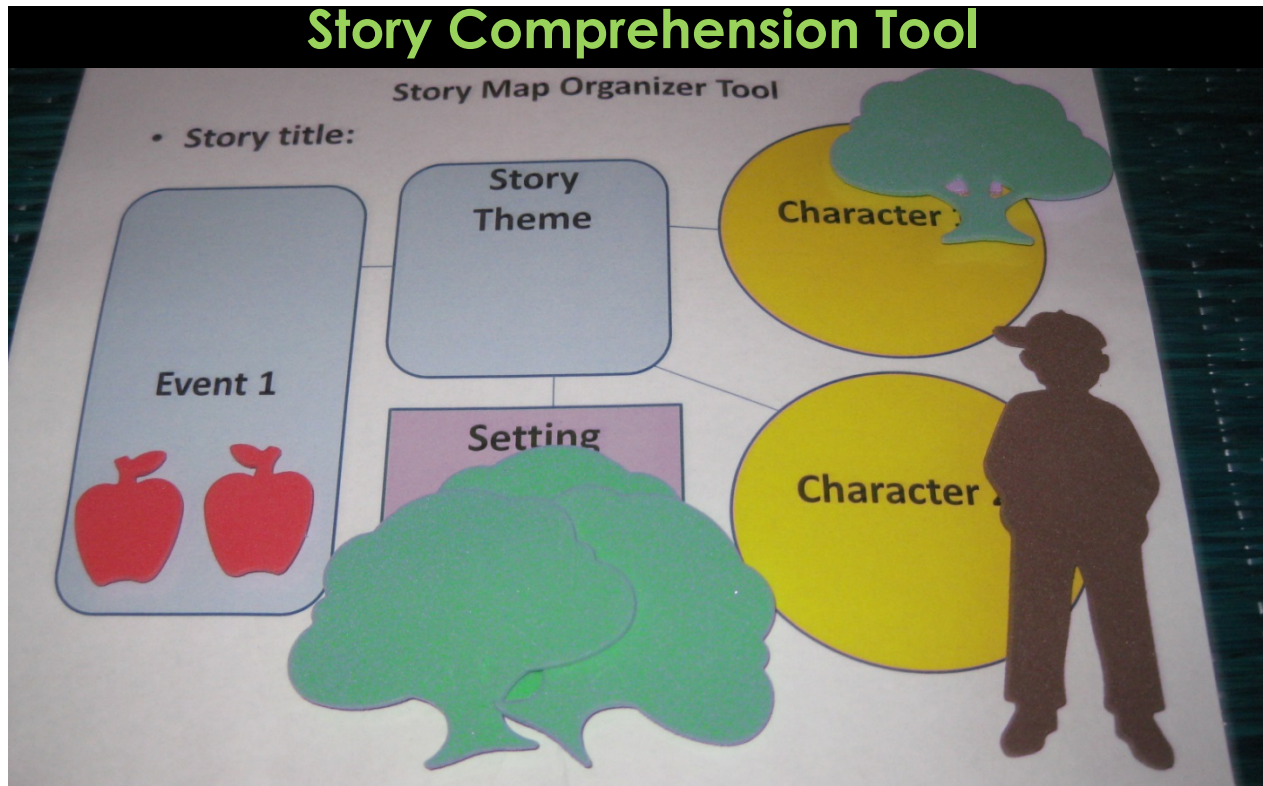 Story Comprehension Tool
Story Map Organizer Tool
• Story title:
Story
Theme
Character
Event 1
Setting
Character